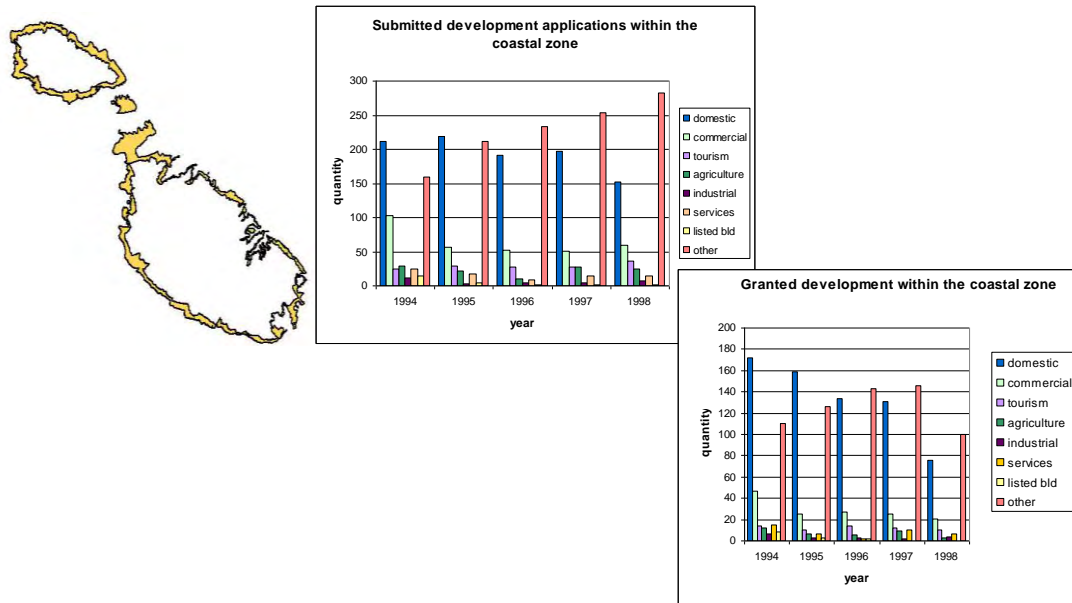 Submitted development applications within the
coastal zone
300
250
200
150
100
50
0
quantity
1994 1995 1996 1997 1998
year
domestic
commercial
tourism
agriculture
industrial
services
listed bld
other
Granted development within the coastal zone
200
180
160
140
120
100
80
60
40
20
0
quantity
1994 1995 1996 1997 1998
year
domestic
commercial
tourism
agriculture
industrial
services
listed bld
other